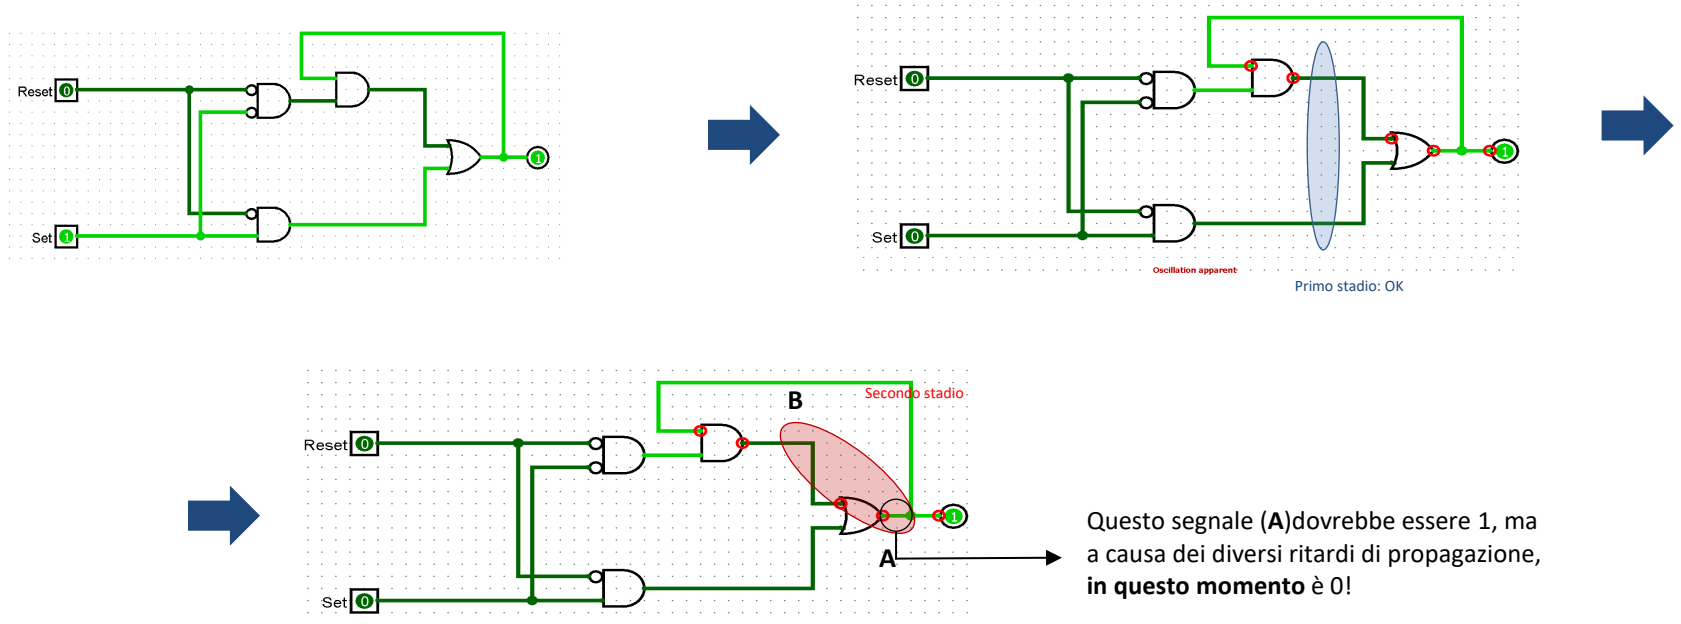 Reset 0
Set 1
1
Reset 0
Set 0
1
Oscillation apparent
Primo stadio: OK
Secondo stadio
B
Reset 0
Set 0
1
A
Questo segnale (A)dovrebbe essere 1, ma
a causa dei diversi ritardi di propagazione,
in questo momento è 0!